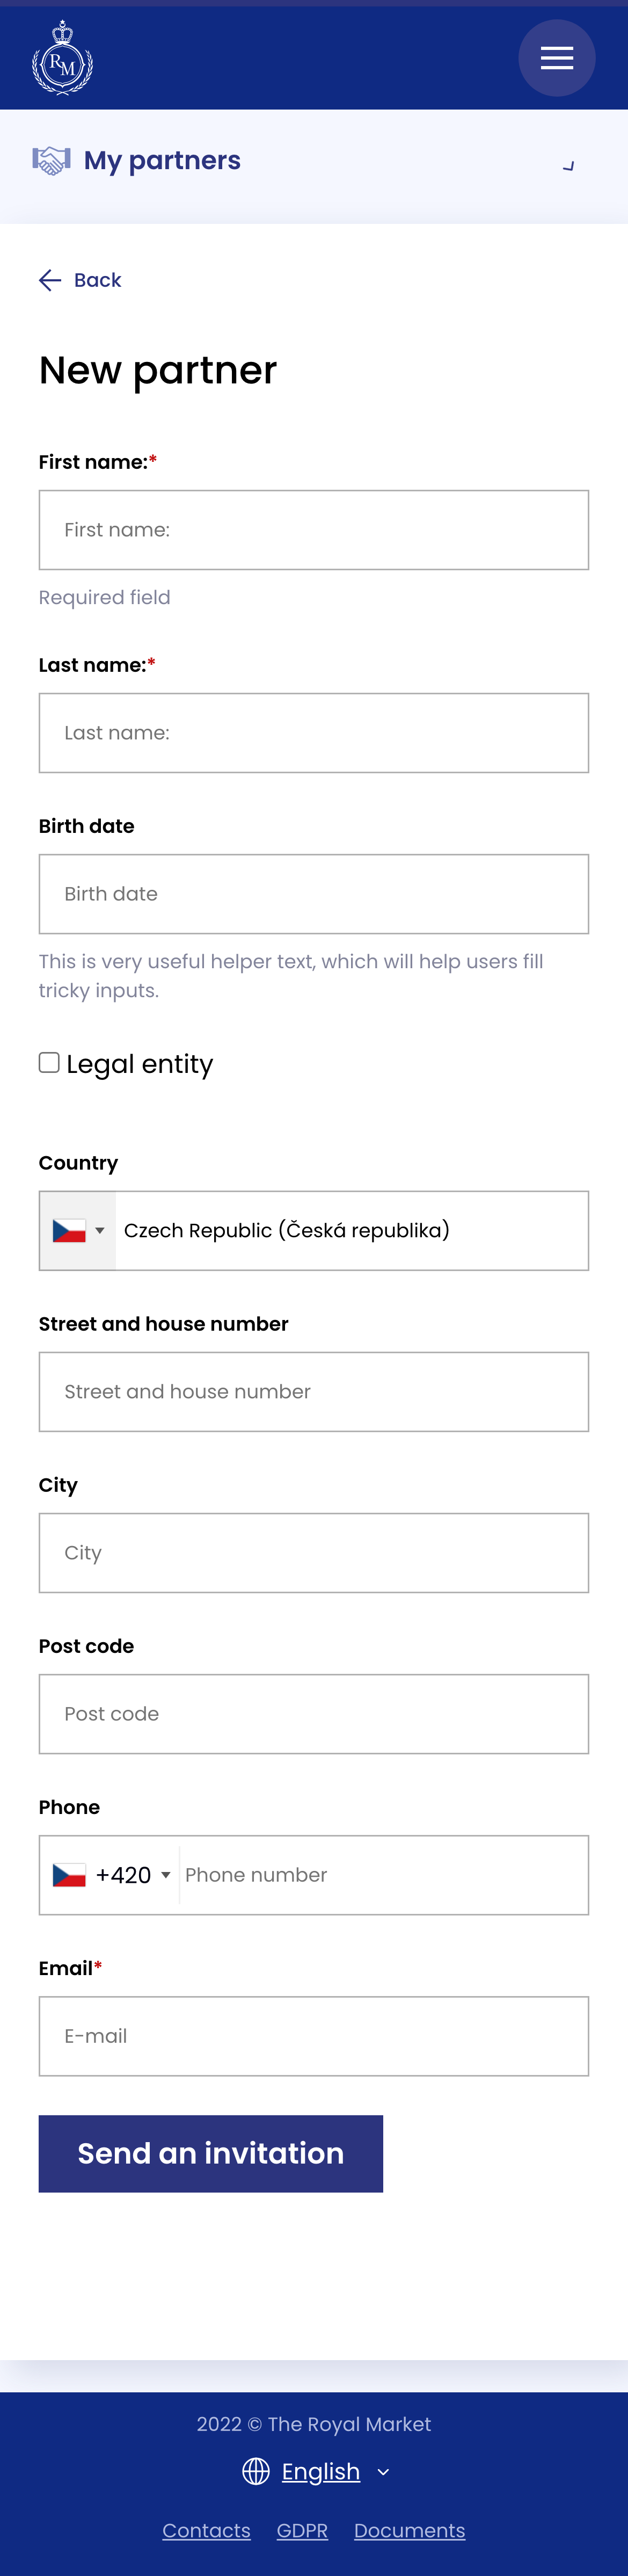 RM
My partners
Back
New partner
First name:*
First name:
Required field
Last name:*
Last name:
Birth date
Birth date
This is very useful helper text, which will help users fill
tricky inputs.
Legal entity
Country
Czech Republic (Česká republika)
Street and house number
Street and house number
City
City
Post code
Post code
Phone
+420 Phone number
Email*
E-mail
Send an invitation
2022 © The Royal Market
English
Contacts GDPR Documents